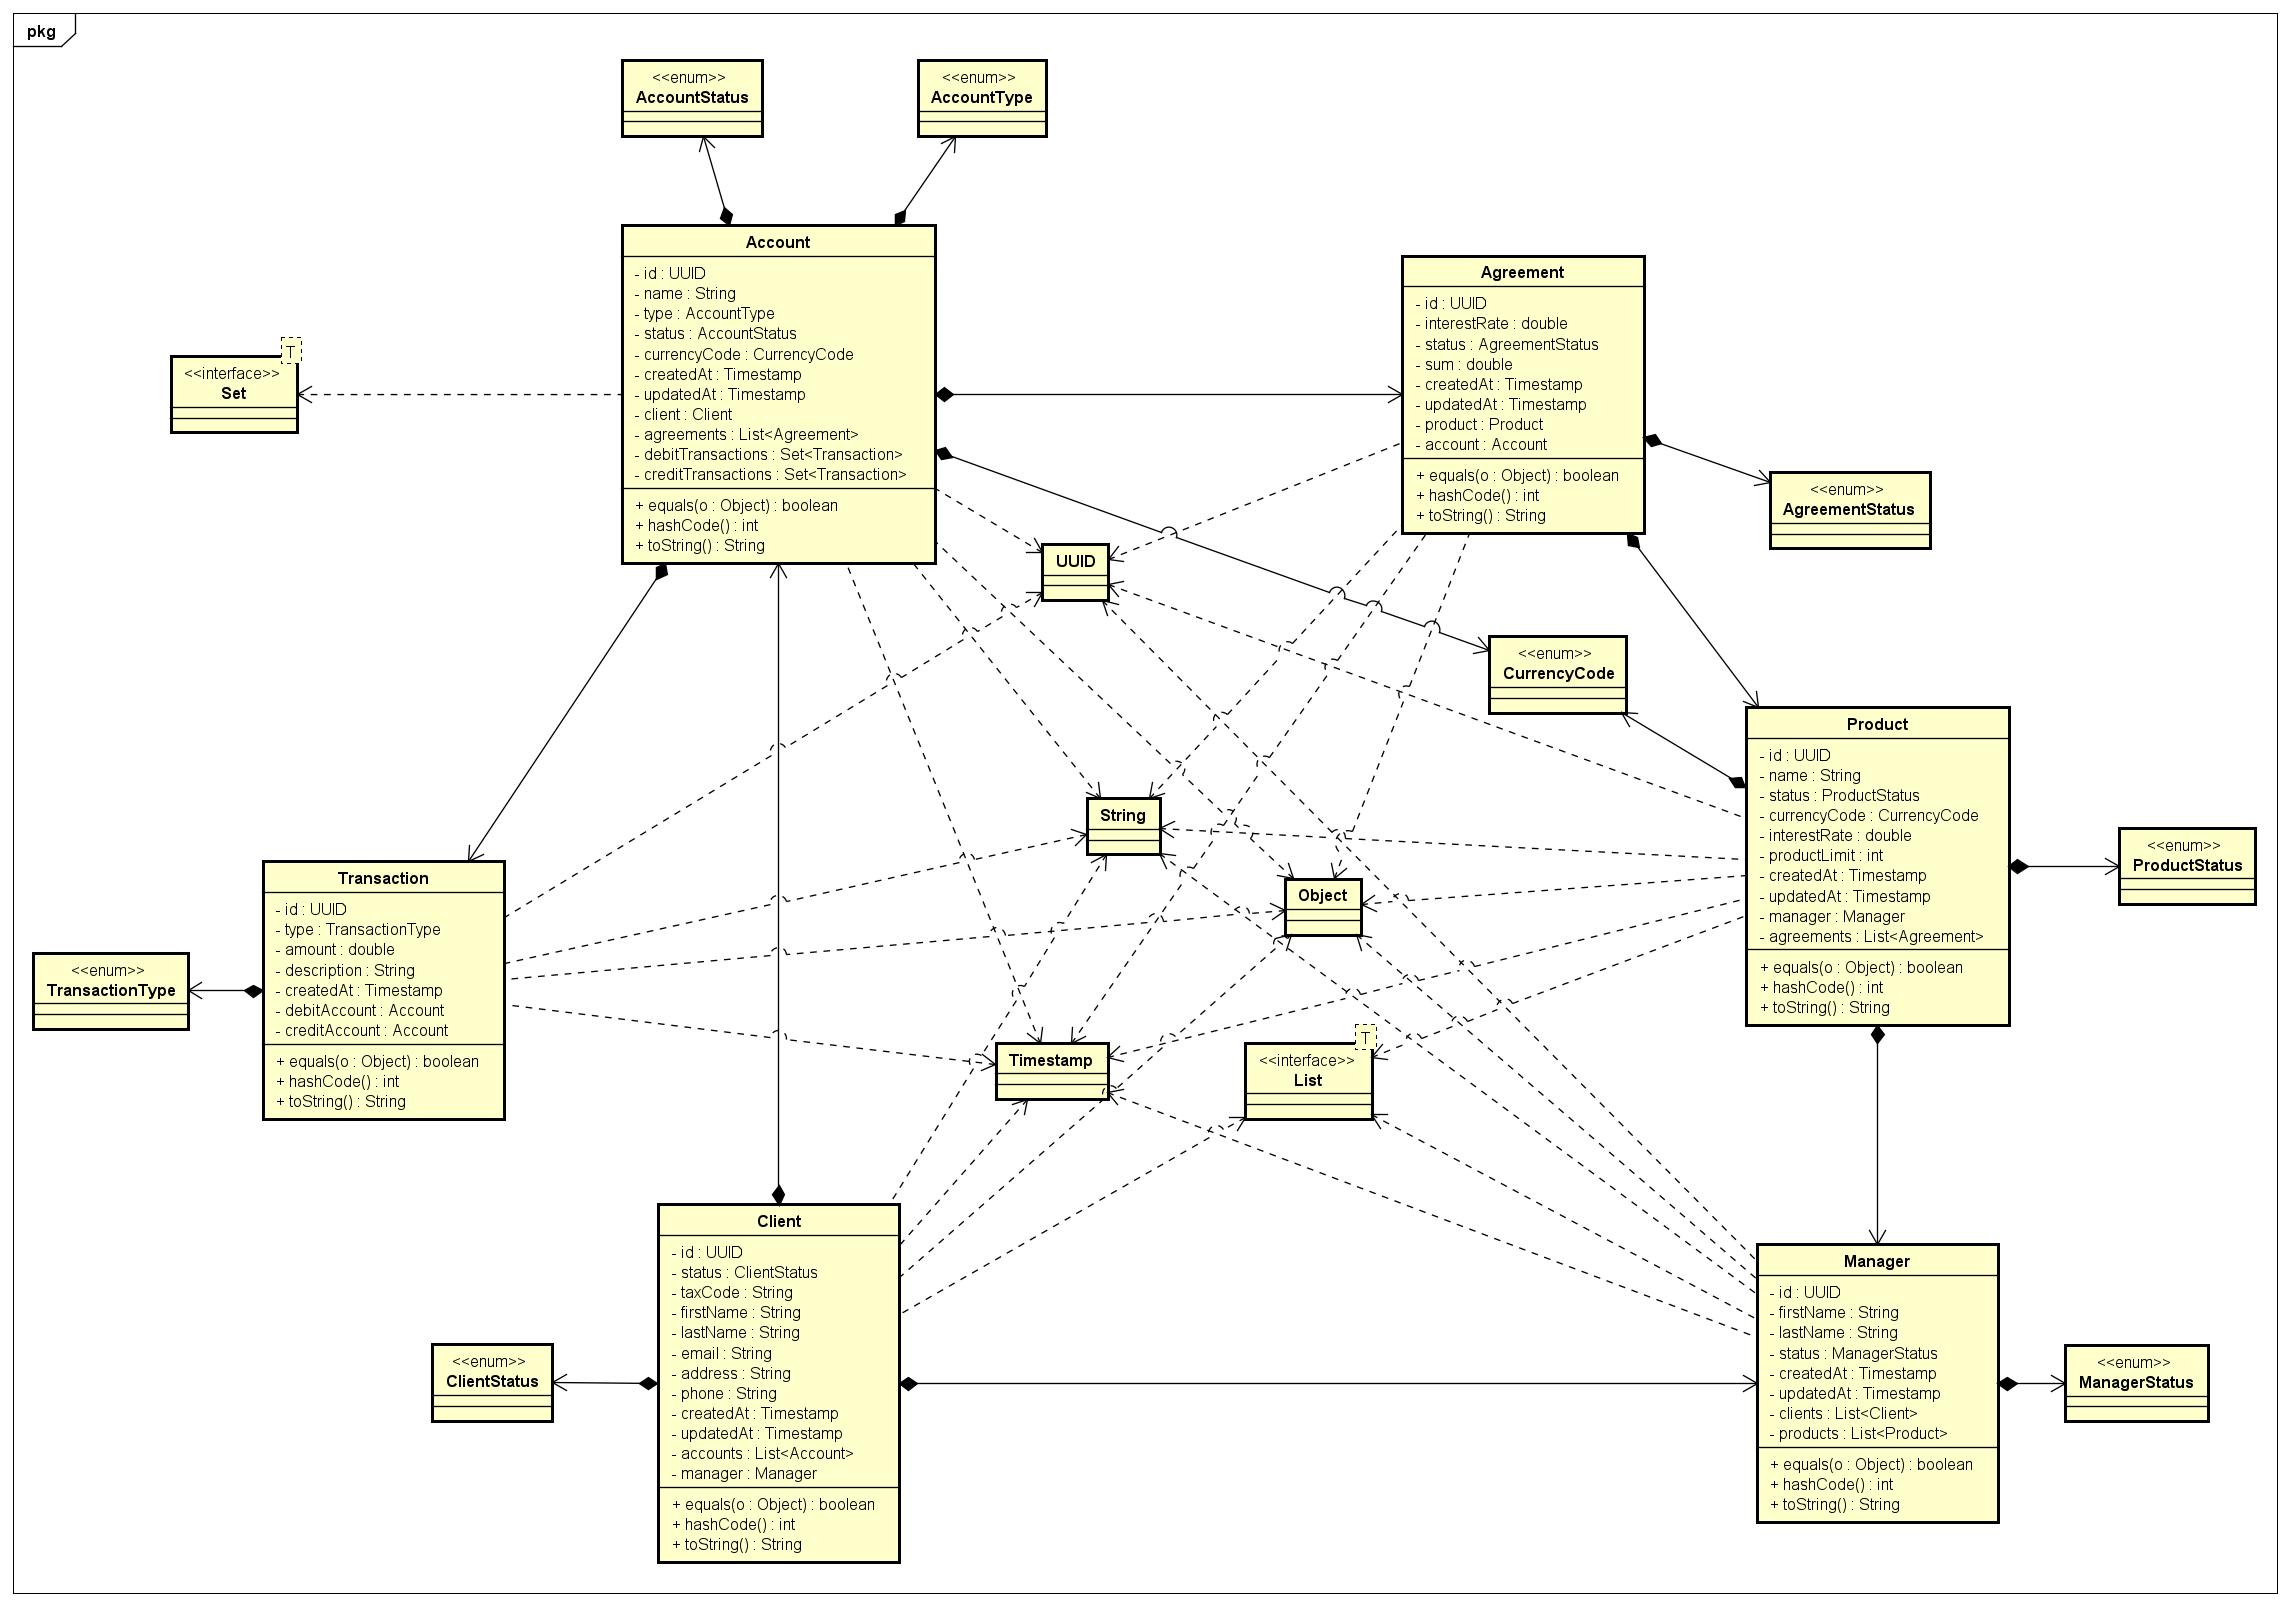 pkg
<<enum>>
AccountStatus
<<enum>>
AccountType
Account
- id : UUID
- name : String
- type : AccountType
- status : AccountStatus
- currencyCode : CurrencyCode
- createdAt : Timestamp
- updatedAt : Timestamp
- client : Client
- agreements : List<Agreement>
- debitTransactions : Set<Transaction>
- creditTransactions : Set<Transaction>
+ equals(o : Object) : boolean
+ hashCode() : int
+ toString() : String
Agreement
- id : UUID
- interestRate : double
- status : AgreementStatus
- sum : double
- createdAt : Timestamp
- updatedAt : Timestamp
- product : Product
- account : Account
+ equals(o : Object) : boolean
+ hashCode() : int
+ toString() : String
T
<<interface>>
Set
<<enum>>
AgreementStatus
UUID
<<enum>>
CurrencyCode
Product
- id : UUID
- name : String
- status : ProductStatus
- currencyCode : CurrencyCode
- interestRate : double
- productLimit : int
- createdAt : Timestamp
- updatedAt : Timestamp
- manager : Manager
- agreements : List<Agreement>
+ equals(o : Object) : boolean
+ hashCode() : int
+ toString() : String
String
<<enum>>
ProductStatus
Transaction
- id : UUID
- type : TransactionType
- amount : double
- description : String
- createdAt : Timestamp
- debitAccount : Account
- creditAccount : Account
+ equals(o : Object) : boolean
+ hashCode() : int
+ toString() : String
Object
<<enum>>
TransactionType
Timestamp
T
<<interface>>
List
Client
- id : UUID
- status : ClientStatus
- taxCode : String
- firstName : String
- lastName : String
- email : String
- address : String
- phone : String
- createdAt : Timestamp
- updatedAt : Timestamp
- accounts : List<Account>
- manager : Manager
+ equals(o : Object) : boolean
+ hashCode() : int
+ toString() : String
Manager
- id : UUID
- firstName : String
- lastName : String
- status : ManagerStatus
- createdAt : Timestamp
- updatedAt : Timestamp
- clients : List<Client>
- products : List<Product>
+ equals(o : Object) : boolean
+ hashCode() : int
+ toString() : String
<<enum>>
ClientStatus
<<enum>>
ManagerStatus